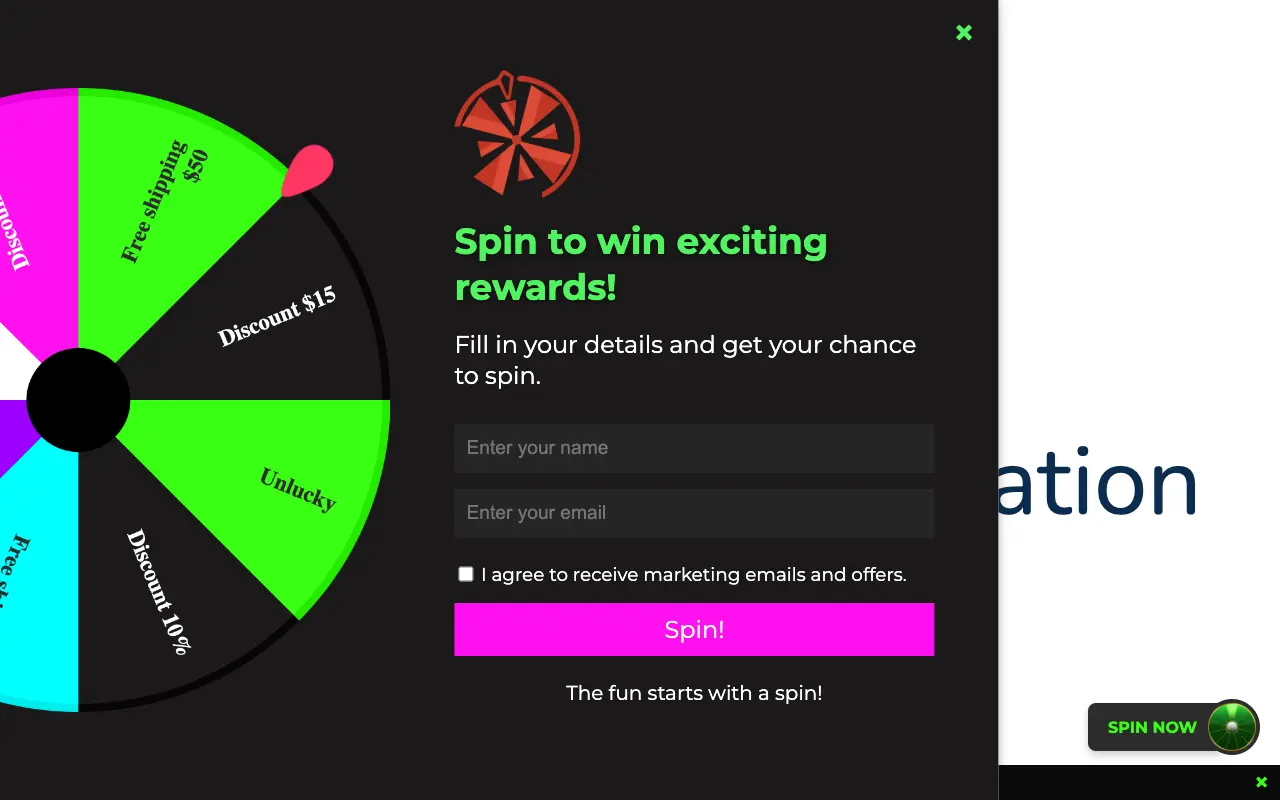 Discou
Free shipping
$50
Discount $15
Unlucky
Discount 10%
Free shi
Spin to win exciting
rewards!
Fill in your details and get your chance
to spin.
Enter your name
Enter your email
I agree to receive marketing emails and offers.
Spin!
The fun starts with a spin!
ation
SPIN NOW